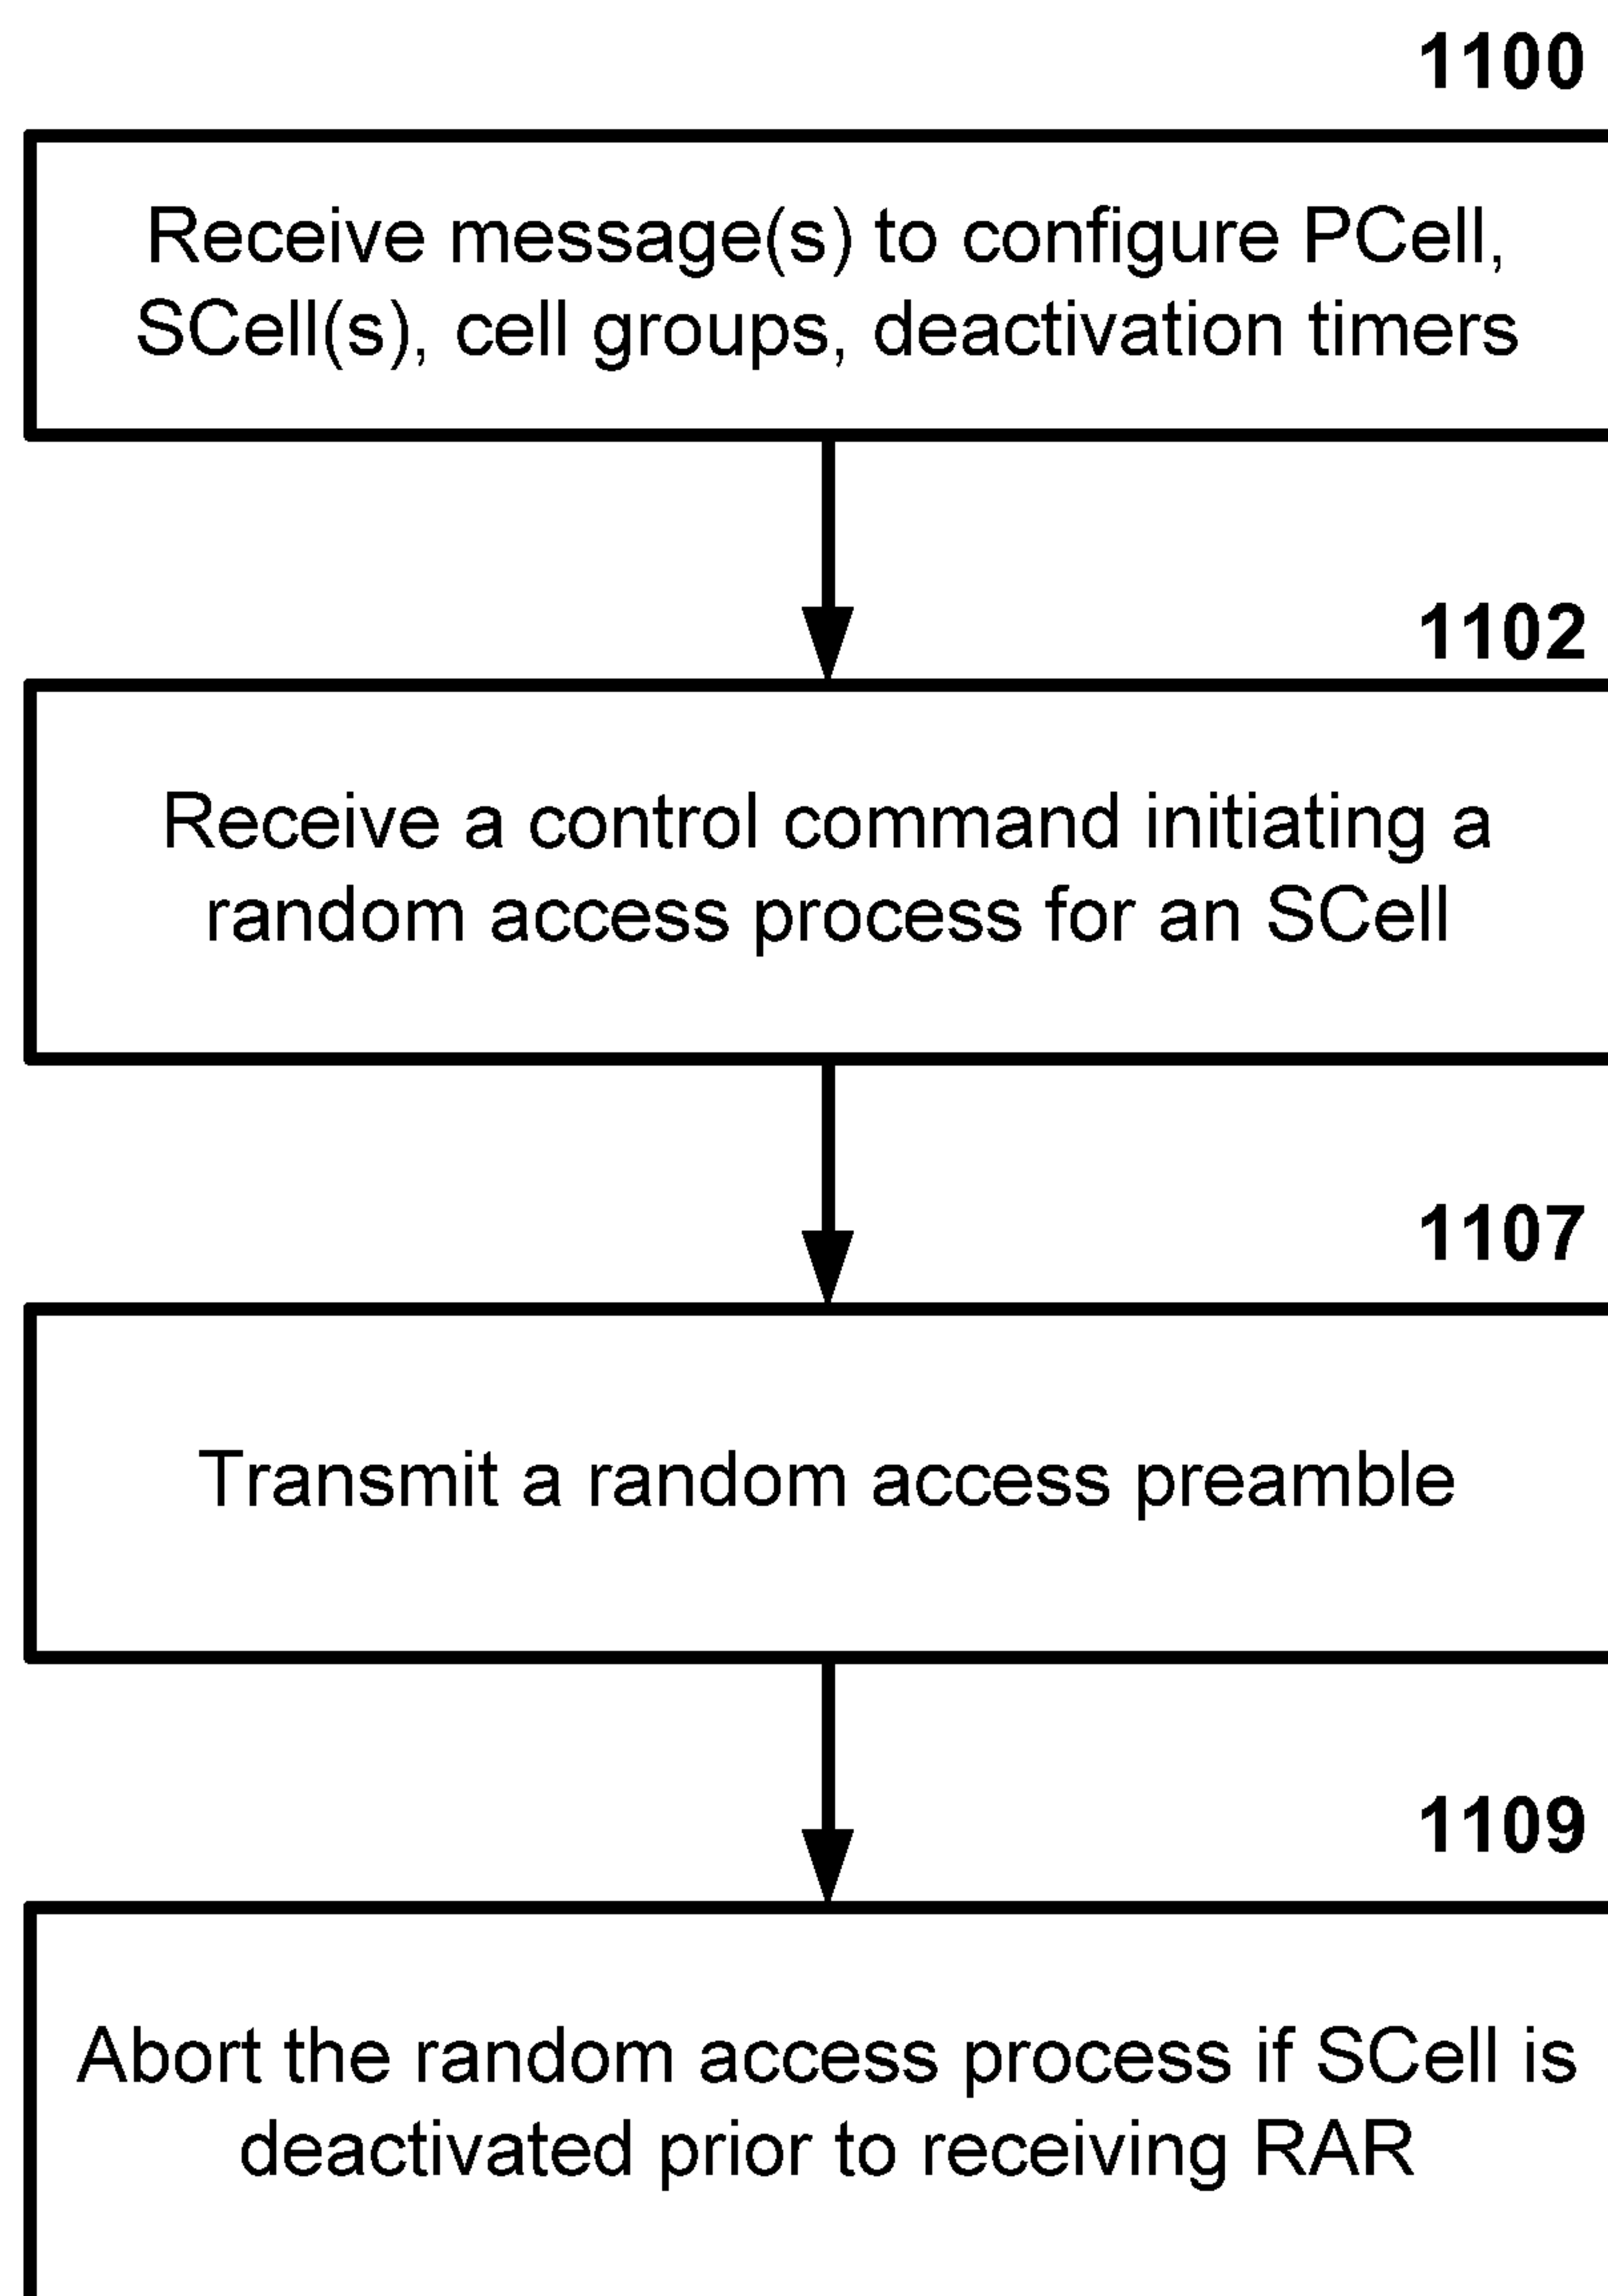 1100
Receive message(s) to configure PCell,
SCell(s), cell groups, deactivation timers
1102
Receive a control command initiating a
random access process for an SCell
1107
Transmit a random access preamble
1109
Abort the random access process if SCell is
deactivated prior to receiving RAR